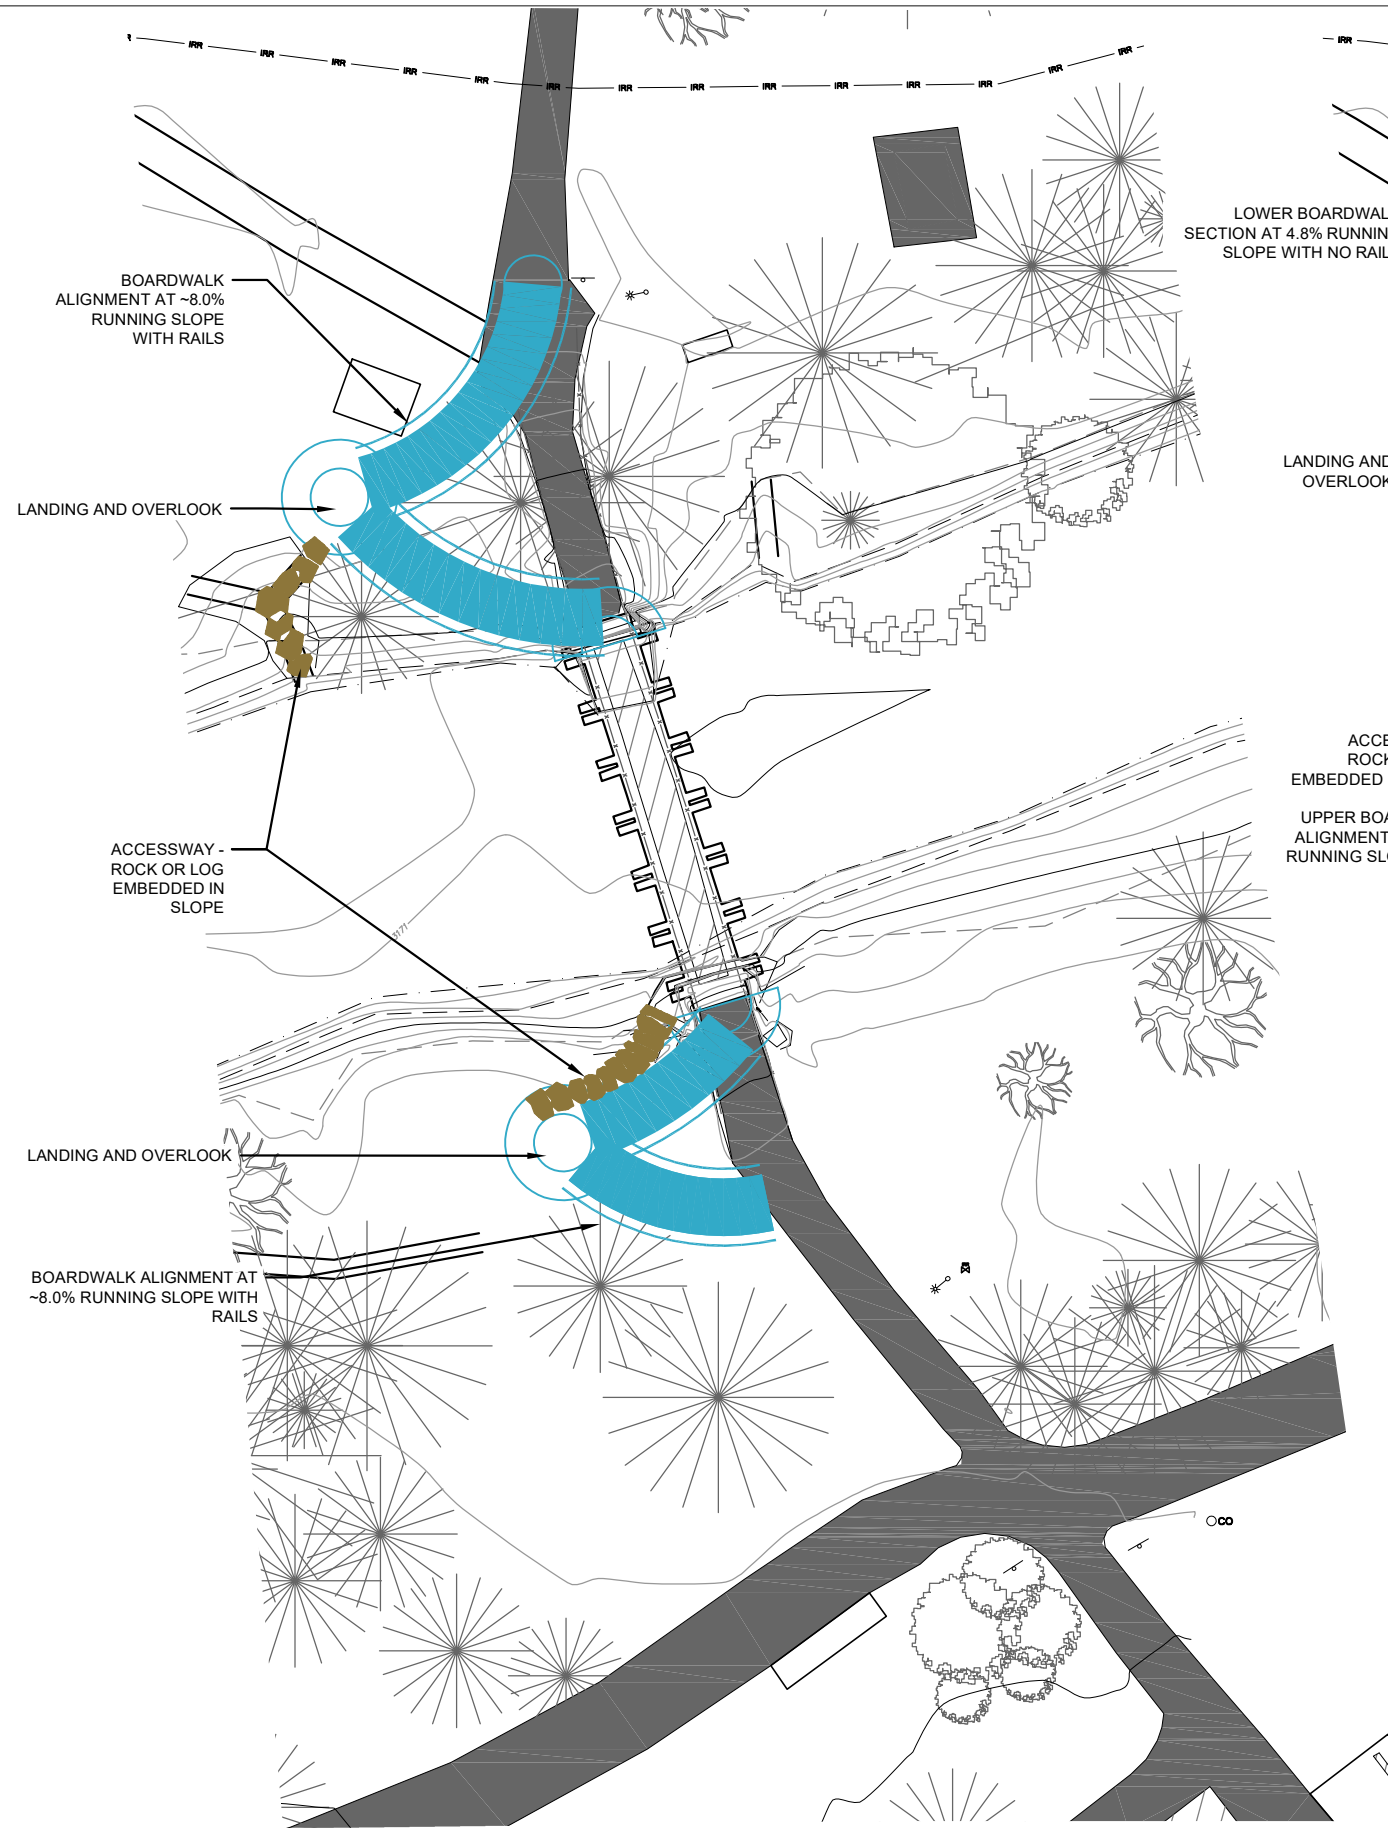 IRR IRR IRR IRR IRR IRR IRR IRR IRR IRR IRR IRR IRR IRR
IRR
BOARDWALK
ALIGNMENT AT ~8.0%
RUNNING SLOPE
WITH RAILS
LANDING AND OVERLOOK
ACCESSWAY -
ROCK OR LOG
EMBEDDED IN
SLOPE
3171
LANDING AND OVERLOOK
BOARDWALK ALIGNMENT AT
~8.0% RUNNING SLOPE WITH
RAILS
LOWER BOARDWAL
SECTION AT 4.8% RUNNIN
SLOPE WITH NO RAIL
LANDING AND
OVERLOOK
ACCE
ROCK
EMBEDDED
UPPER BOA
ALIGNMENT
RUNNING SL
CO